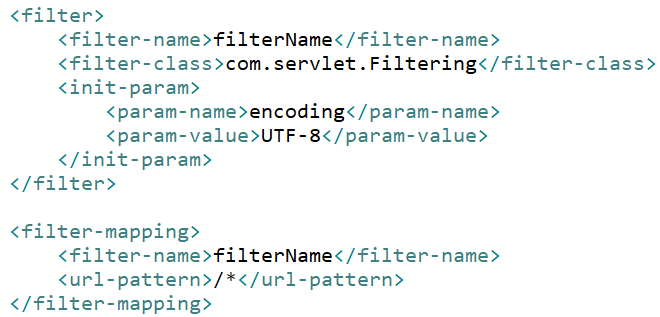 <filter>
    <filter-name>filterName</filter-name>
    <filter-class>com.servlet.Filtering</filter-class>
    <init-param>
        <param-name>encoding</param-name>
        <param-value>UTF-8</param-value>
    </init-param>
</filter>

<filter-mapping>
    <filter-name>filterName</filter-name>
    <url-pattern>/*</url-pattern>
</filter-mapping>